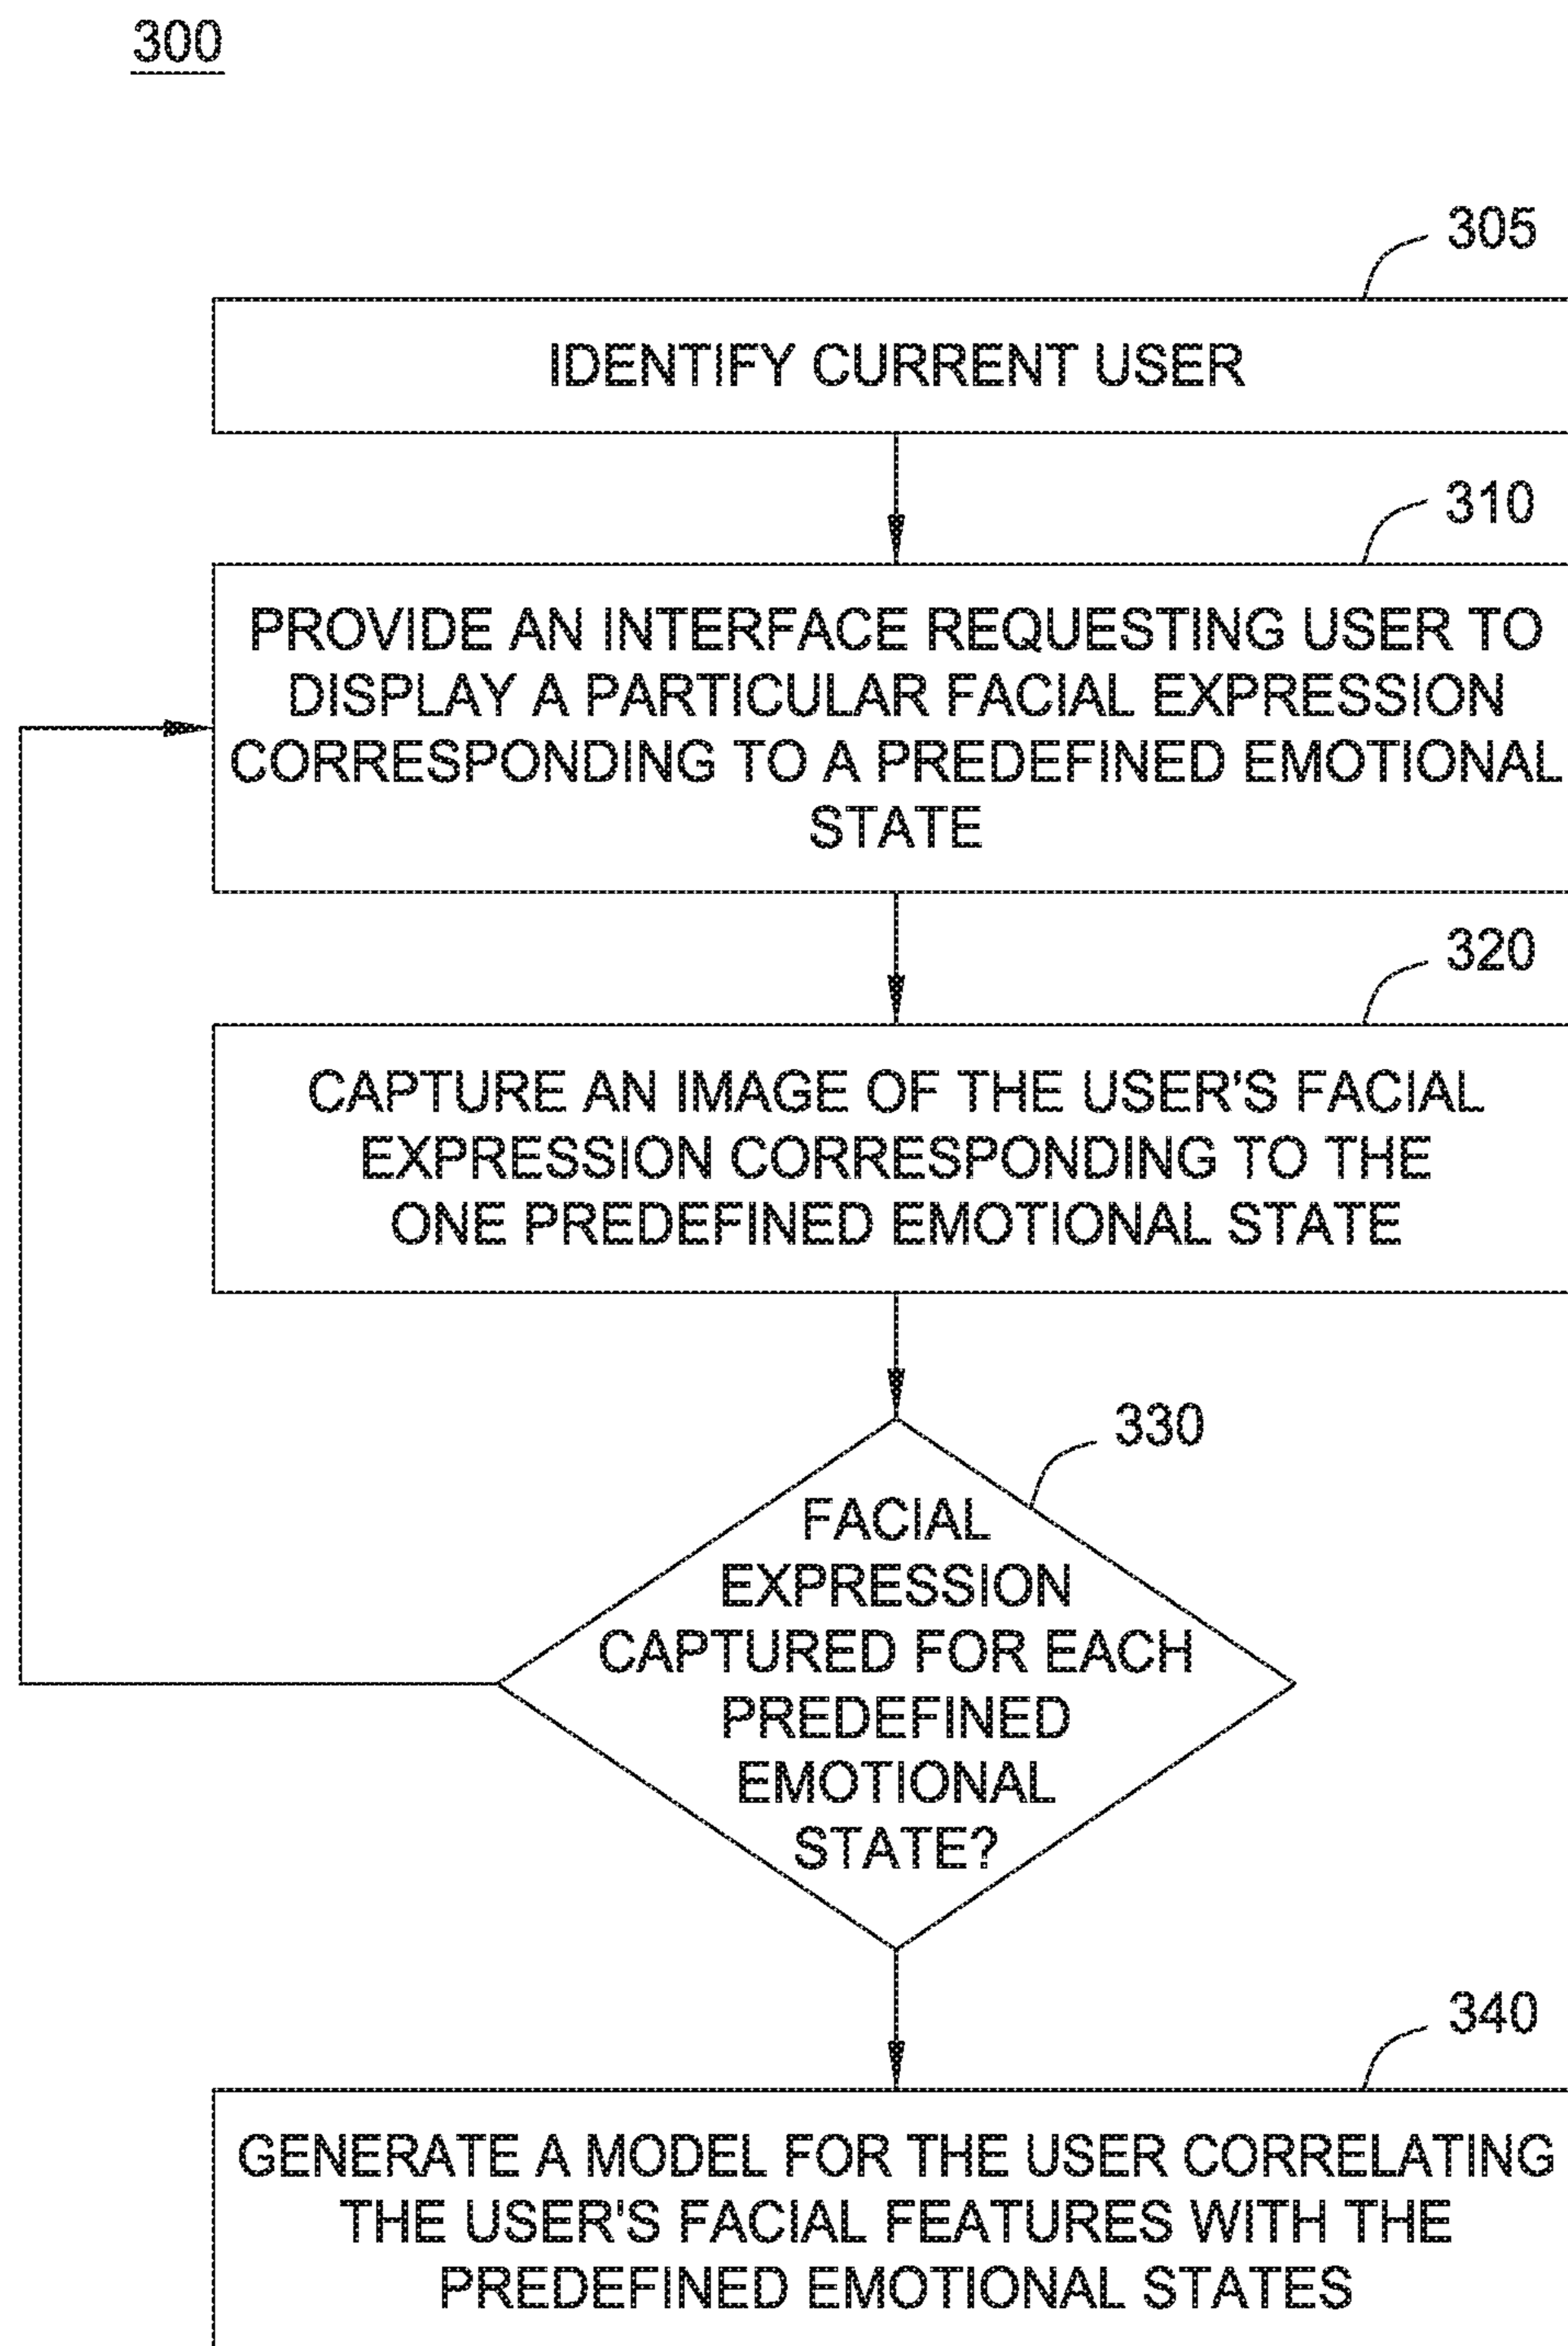 300
305
IDENTIFY CURRENT USER
310
PROVIDE AN INTERFACE REQUESTING USER TO
DISPLAY A PARTICULAR FACIAL EXPRESSION
CORRESPONDING TO A PREDEFINED EMOTIONAL
STATE
320
CAPTURE AN IMAGE OF THE USER'S FACIAL
EXPRESSION CORRESPONDING TO THE
ONE PREDEFINED EMOTIONAL STATE
330
FACIAL
EXPRESSION
CAPTURED FOR EACH
PREDEFINED
EMOTIONAL
STATE?
340
GENERATE A MODEL FOR THE USER CORRELATING
THE USER'S FACIAL FEATURES WITH THE
PREDEFINED EMOTIONAL STATES